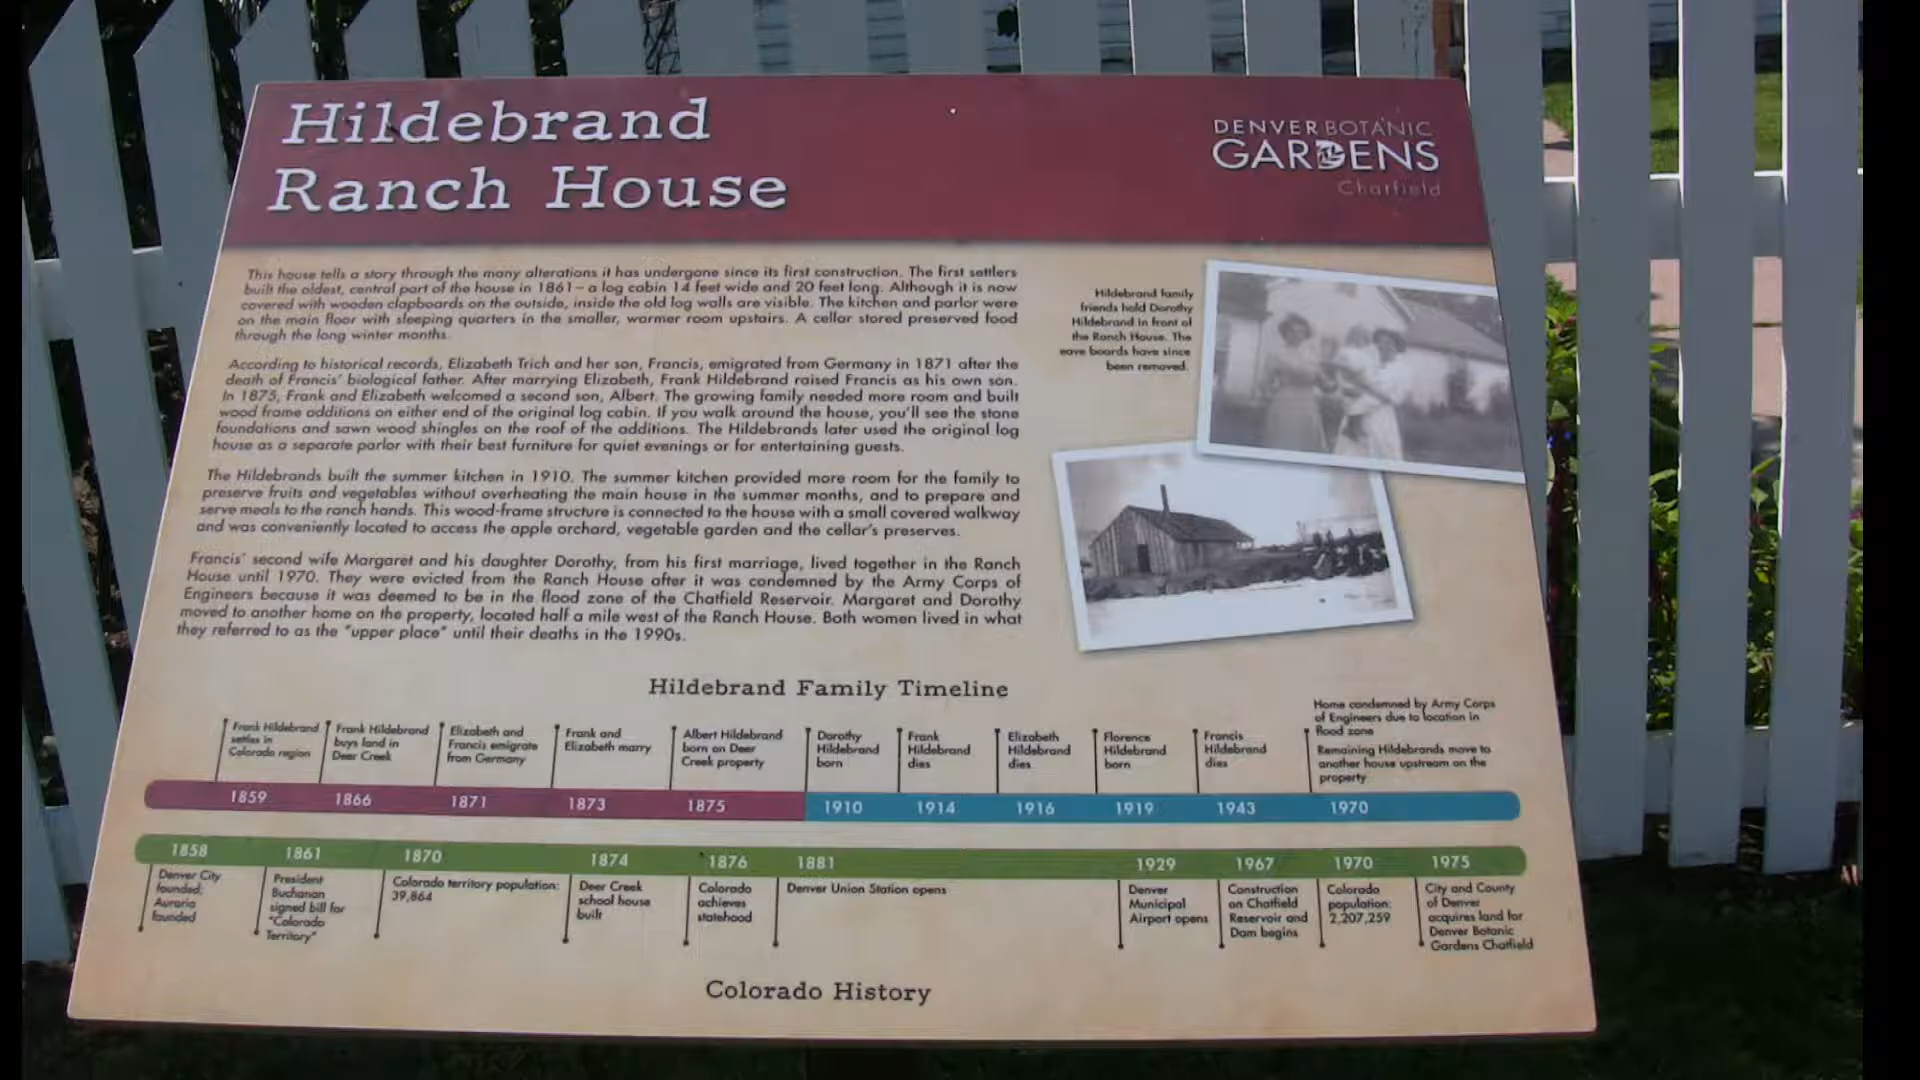 Hildebrand
Ranch House
DENVER BOTANIC
GARDENS
Chatfield
This house tells a story through the many alterations it has undergone since its first construction. The first settlers
built the oldest, central part of the house in 1861 – a log cabin 14 feet wide and 20 feet long. Although it is now
covered with wooden clapboards on the outside, inside the old log walls are visible. The kitchen and parlor were
on the main floor with sleeping quarters in the smaller, warmer room upstairs. A cellar stored preserved food
through the long winter months.
According to historical records, Elizabeth Trich and her son, Francis, emigrated from Germany in 1871 after the
death of Francis' biological father. After marrying Elizabeth, Frank Hildebrand raised Francis as his own son.
In 1875, Frank and Elizabeth welcomed a second son, Albert. The growing family needed more room and built
wood frame additions on either end of the original log cabin. If you walk around the house, you'll see the stone
foundations and sawn wood shingles on the roof of the additions. The Hildebrands later used the original log
house as a separate parlor with their best furniture for quiet evenings or for entertaining guests.
The Hildebrands built the summer kitchen in 1910. The summer kitchen provided more room for the family to
preserve fruits and vegetables without overheating the main house in the summer months, and to prepare and
serve meals to the ranch hands. This wood-frame structure is connected to the house with a small covered walkway
and was conveniently located to access the apple orchard, vegetable garden and the cellar's preserves.
Francis' second wife Margaret and his daughter Dorothy, from his first marriage, lived together in the Ranch
House until 1970. They were evicted from the Ranch House after it was condemned by the Army Corps of
Engineers because it was deemed to be in the flood zone of the Chatfield Reservoir. Margaret and Dorothy
moved to another home on the property, located half a mile west of the Ranch House. Both women lived in what
they referred to as the "upper place" until their deaths in the 1990s.
Hildebrand family
friends hold Dorothy
Hildebrand in front of
the Ranch House. The
eave boards have since
been removed.
Hildebrand Family Timeline
Frank Hildebrand
settles in
Colorado region
Frank Hildebrand
buys land in
Deer Creek
Elizabeth and
Francis emigrate
from Germany
Frank and
Elizabeth marry
Albert Hildebrand
born on Deer
Creek property
Dorothy
Hildebrand
born
Frank
Hildebrand
dies
Elizabeth
Hildebrand
dies
Florence
Hildebrand
born
Francis
Hildebrand
dies
Home condemned by Army Corps
of Engineers due to location in
flood zone
Remaining Hildebrands move to
another house upstream on the
property
1859 1866 1871 1873 1875 1910 1914 1916 1919 1943 1970
1858 1861 1870 1874 1876 1881 1929 1967 1970 1975
Denver City
founded;
Auraria
founded
President
Buchanan
signed bill for
"Colorado
Territory"
Colorado territory population:
39,864
Deer Creek
school house
built
Colorado
achieves
statehood
Denver Union Station opens
Denver
Municipal
Airport opens
Construction
on Chatfield
Reservoir and
Dam begins
Colorado
population:
2,207,259
City and County
of Denver
acquires land for
Denver Botanic
Gardens Chatfield
Colorado History